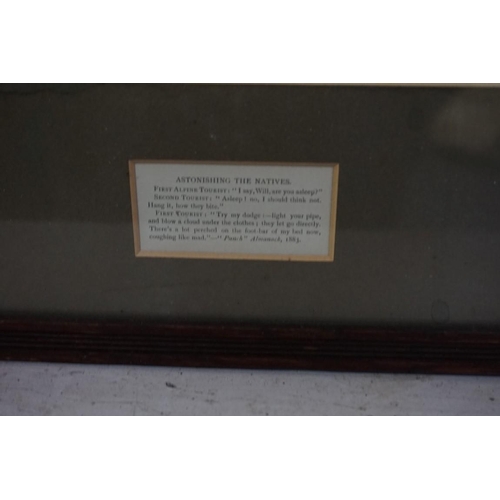 ASTONISHING THE NATIVES.
FIRST ALPINE TOURIST: "I say, Will, are you asleep?"
SECOND TOURIST: "Asleep! no, I should think not.
Hang it, how they bite."
FIRST TOURIST: "Try my dodge:—light your pipe,
and blow a cloud under the clothes; they let go directly.
There's a lot perched on the foot-bar of my bed now,
coughing like mad."—"Punch" Almanack, 1863.